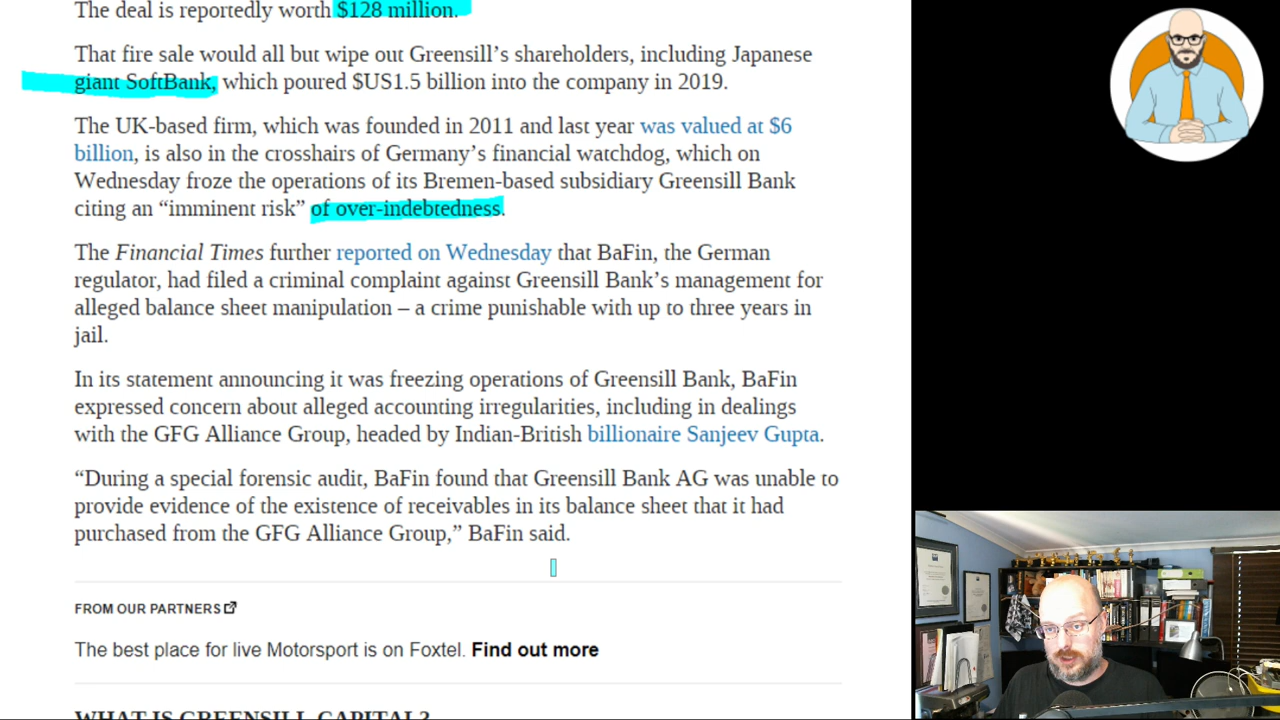 The deal is reportedly worth $128 million.
That fire sale would all but wipe out Greensill’s shareholders, including Japanese
giant SoftBank, which poured $US1.5 billion into the company in 2019.
The UK-based firm, which was founded in 2011 and last year was valued at $6
billion, is also in the crosshairs of Germany’s financial watchdog, which on
Wednesday froze the operations of its Bremen-based subsidiary Greensill Bank
citing an “imminent risk” of over-indebtedness.
The Financial Times further reported on Wednesday that BaFin, the German
regulator, had filed a criminal complaint against Greensill Bank’s management for
alleged balance sheet manipulation – a crime punishable with up to three years in
jail.
In its statement announcing it was freezing operations of Greensill Bank, BaFin
expressed concern about alleged accounting irregularities, including in dealings
with the GFG Alliance Group, headed by Indian-British billionaire Sanjeev Gupta.
“During a special forensic audit, BaFin found that Greensill Bank AG was unable to
provide evidence of the existence of receivables in its balance sheet that it had
purchased from the GFG Alliance Group,” BaFin said.
FROM OUR PARTNERS
The best place for live Motorsport is on Foxtel. Find out more
WHAT IS GREENSILL CAPITAL?